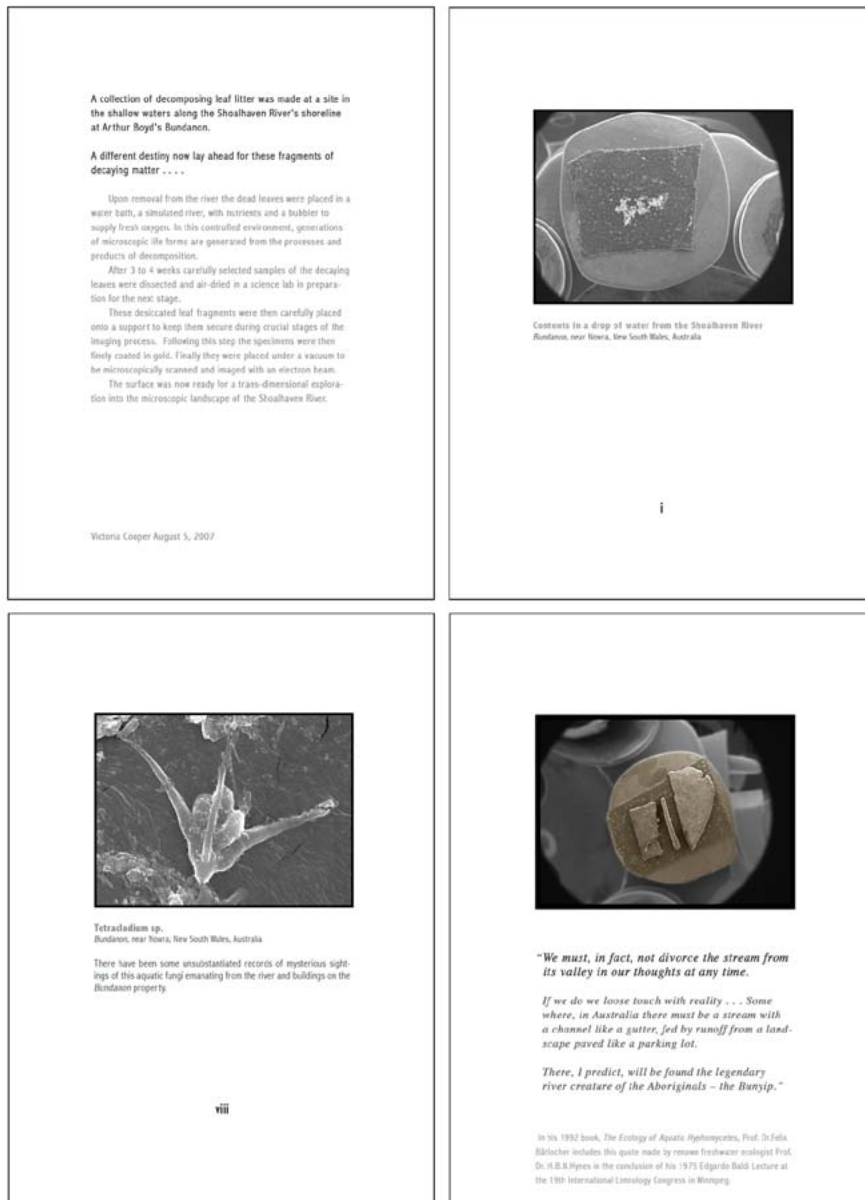 A collection of decomposing leaf litter was made at a site in
the shallow waters along the Shoalhaven River's shoreline
at Arthur Boyd's Bundanon.
A different destiny now lay ahead for these fragments of
decaying matter . . . .
Upon removal from the river the dead leaves were placed in a
water bath, a simulated river, with nutrients and a bubbler to
supply fresh oxygen. In this controlled environment, generations
of microscopic life forms are generated from the processes and
products of decomposition.
After 3 to 4 weeks carefully selected samples of the decaying
leaves were dissected and air-dried in a science lab in prepara-
tion for the next stage.
These desiccated leaf fragments were then carefully placed
onto a support to keep them secure during crucial stages of the
imaging process. Following this step the specimens were then
finely coated in gold. Finally they were placed under a vacuum to
be microscopically scanned and imaged with an electron beam.
The surface was now ready for a trans-dimensional explora-
tion into the microscopic landscape of the Shoalhaven River.
Victoria Cooper August 5, 2007
Contents in a drop of water from the Shoalhaven River
Bundanon, near Nowra, New South Wales, Australia
i
Tetracladium sp.
Bundanon, near Nowra, New South Wales, Australia
There have been some unsubstantiated records of mysterious sight-
ings of this aquatic fungi emanating from the river and buildings on the
Bundanon property.
viii
"We must, in fact, not divorce the stream from
its valley in our thoughts at any time.
If we do we loose touch with reality . . . Some
where, in Australia there must be a stream with
a channel like a gutter, fed by runoff from a land-
scape paved like a parking lot.
There, I predict, will be found the legendary
river creature of the Aboriginals – the Bunyip."
In his 1992 book, The Ecology of Aquatic Hyphomycetes, Prof. Dr.Felix
Bärlocher includes this quote made by renown freshwater ecologist Prof.
Dr. H.B.N.Hynes in the conclusion of his 1975 Edgardo Baldi Lecture at
the 19th International Limnology Congress in Winnipeg.